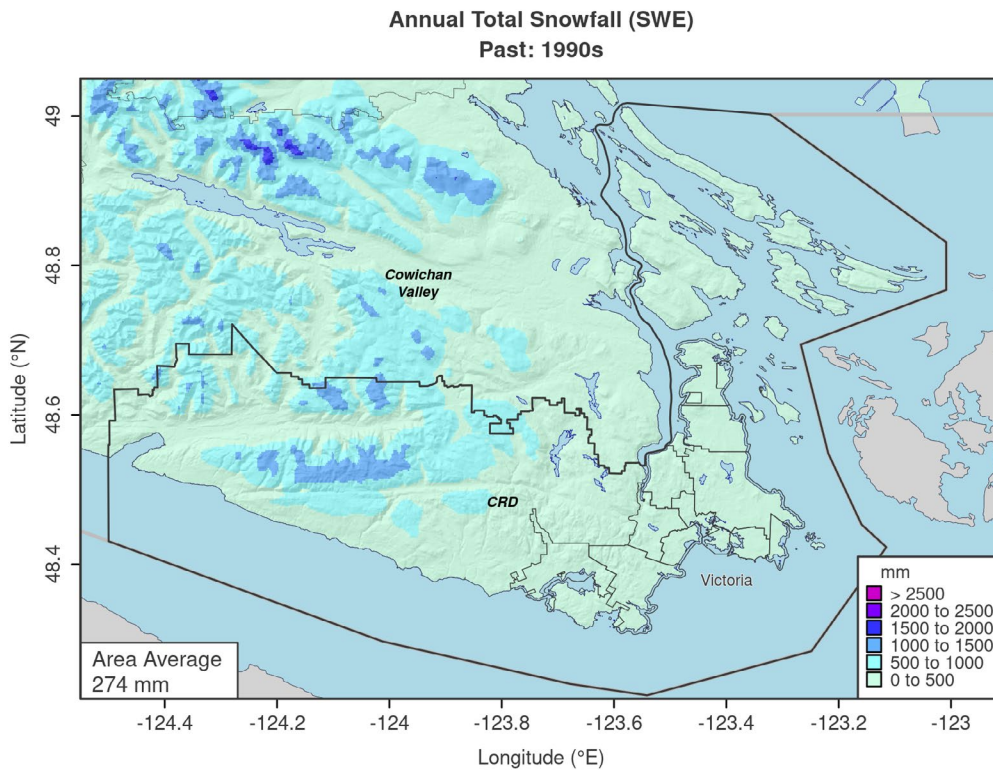 Annual Total Snowfall (SWE)
Past: 1990s
49
48.8
48.6
48.4
Latitude (°N)
Cowichan
Valley
CRD
Victoria
mm
> 2500
2000 to 2500
1500 to 2000
1000 to 1500
500 to 1000
0 to 500
Area Average
274 mm
-124.4
-124.2
-124
-123.8
-123.6
-123.4
-123.2
-123
Longitude (°E)